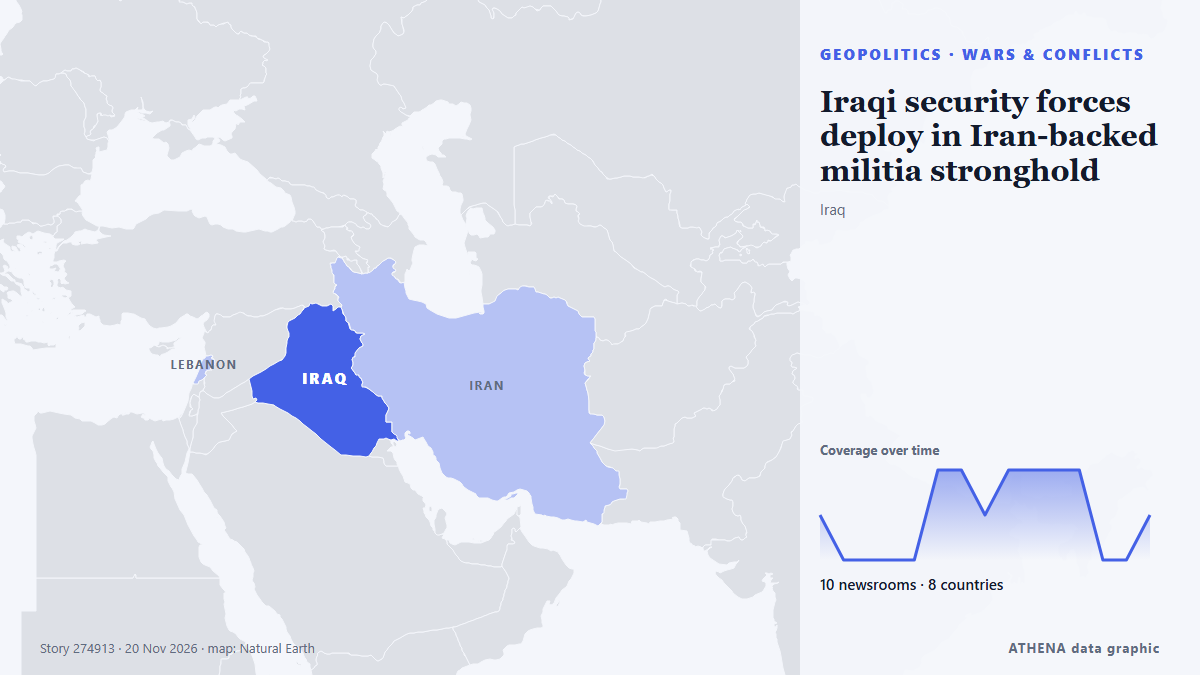 GEOPOLITICS · WARS & CONFLICTS
Iraqi security forces
deploy in Iran-backed
militia stronghold
Iraq
LEBANON
IRAQ
IRAN
Coverage over time
10 newsrooms · 8 countries
Story 274913 · 20 Nov 2026 · map: Natural Earth
ATHENA data graphic